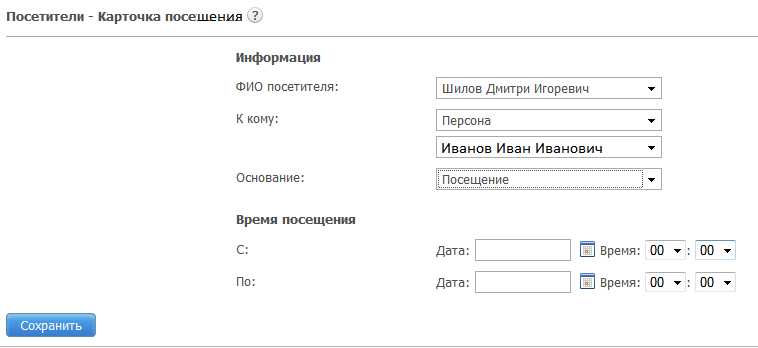 Посетители - Карточка посещения ?
Информация
ФИО посетителя: Шилов Дмитри Игоревич
К кому: Персона
Иванов Иван Иванович
Основание: Посещение
Время посещения
С: Дата: Время: 00 : 00
По: Дата: Время: 00 : 00
Сохранить